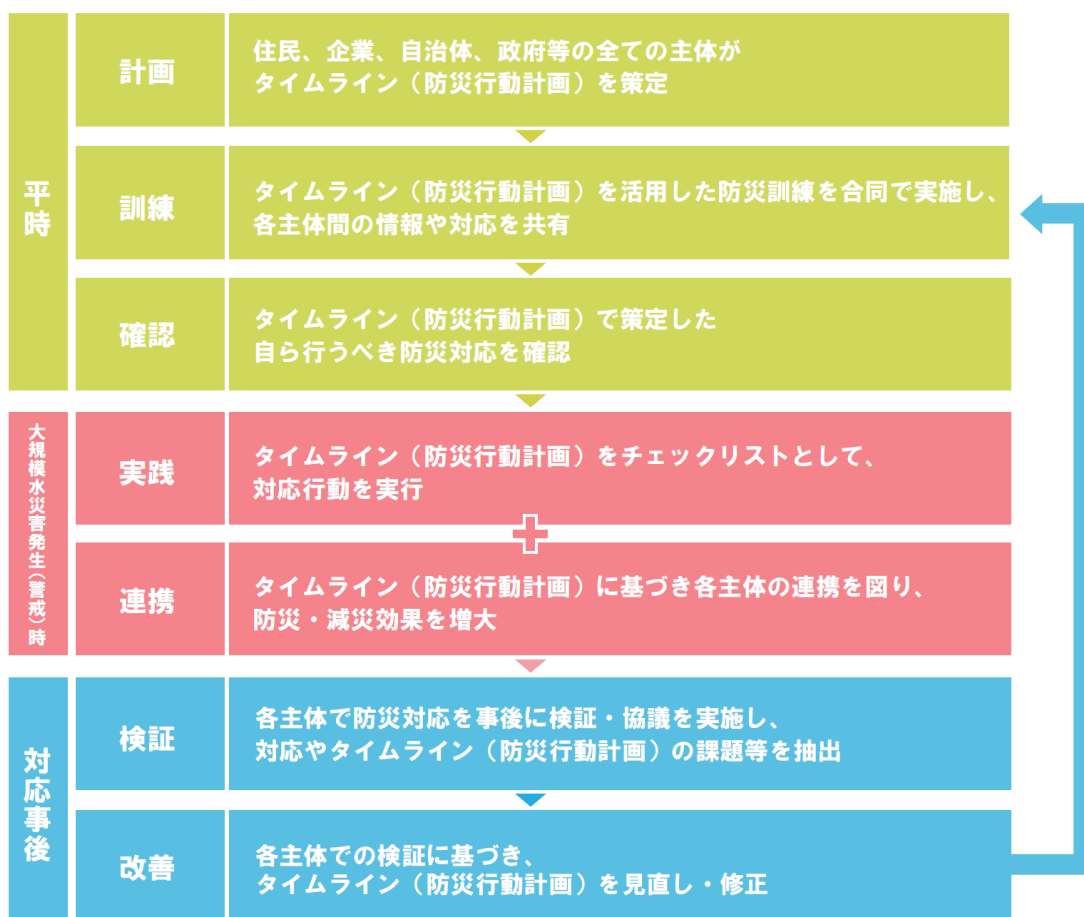 平時
計画
住民、企業、自治体、政府等の全ての主体が
タイムライン（防災行動計画）を策定
訓練
タイムライン（防災行動計画）を活用した防災訓練を合同で実施し、
各主体間の情報や対応を共有
確認
タイムライン（防災行動計画）で策定した
自ら行うべき防災対応を確認
大規模水災害発生（警戒）時
実践
タイムライン（防災行動計画）をチェックリストとして、
対応行動を実行
連携
タイムライン（防災行動計画）に基づき各主体の連携を図り、
防災・減災効果を増大
対応事後
検証
各主体で防災対応を事後に検証・協議を実施し、
対応やタイムライン（防災行動計画）の課題等を抽出
改善
各主体での検証に基づき、
タイムライン（防災行動計画）を見直し・修正